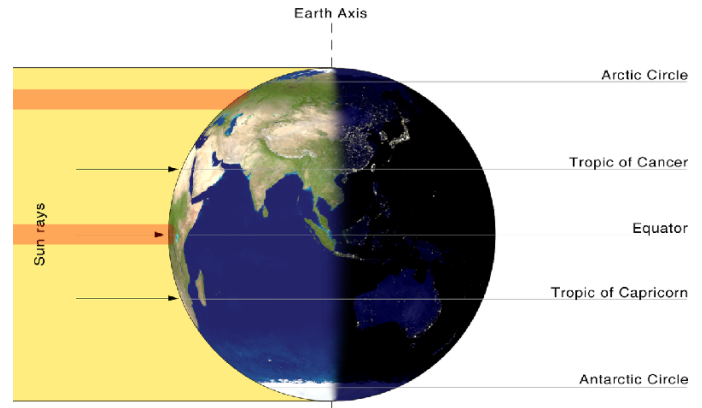 Earth Axis
Arctic Circle
Tropic of Cancer
Sun rays
Equator
Tropic of Capricorn
Antarctic Circle